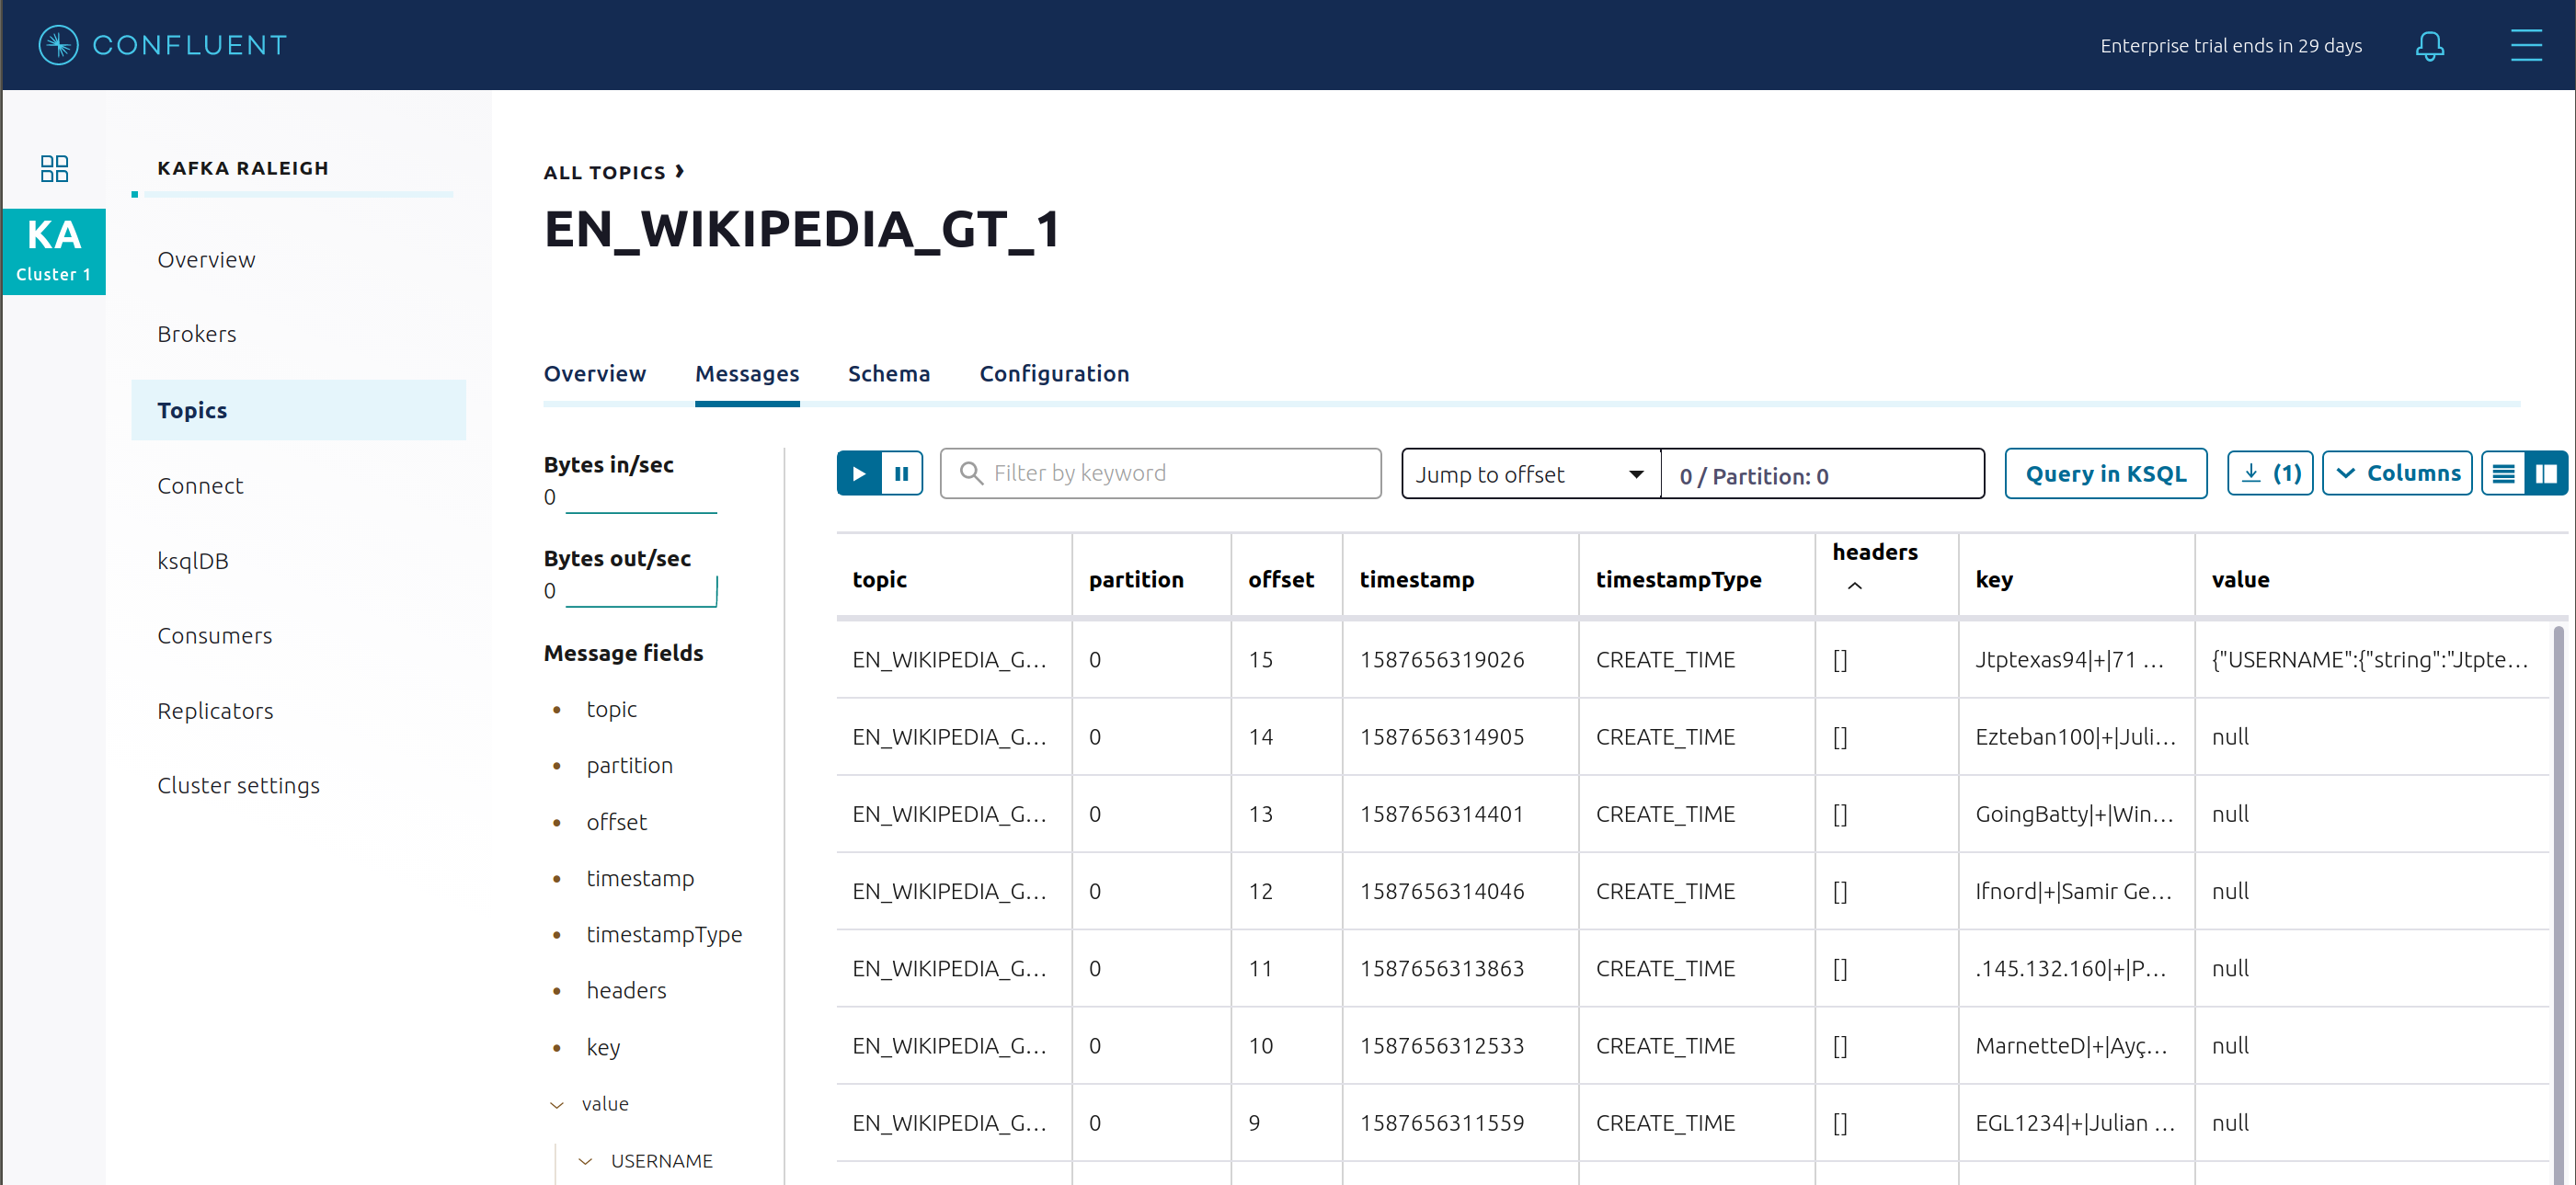 CONFLUENT
Enterprise trial ends in 29 days
KA
Cluster 1
KAFKA RALEIGH
Overview
Brokers
Topics
Connect
ksqlDB
Consumers
Replicators
Cluster settings
ALL TOPICS ›
EN_WIKIPEDIA_GT_1
Overview Messages Schema Configuration
Bytes in/sec
0
Bytes out/sec
0
Message fields
topic
partition
offset
timestamp
timestampType
headers
key
value
USERNAME
Filter by keyword Jump to offset 0 / Partition: 0 Query in KSQL (1) Columns
topic partition offset timestamp timestampType headers key value
EN_WIKIPEDIA_G... 0 15 1587656319026 CREATE_TIME [] Jtptexas94|+|71 ... {"USERNAME":{"string":"Jtpte...
EN_WIKIPEDIA_G... 0 14 1587656314905 CREATE_TIME [] Ezteban100|+|Juli... null
EN_WIKIPEDIA_G... 0 13 1587656314401 CREATE_TIME [] GoingBatty|+|Win... null
EN_WIKIPEDIA_G... 0 12 1587656314046 CREATE_TIME [] Ifnord|+|Samir Ge... null
EN_WIKIPEDIA_G... 0 11 1587656313863 CREATE_TIME [] .145.132.160|+|P... null
EN_WIKIPEDIA_G... 0 10 1587656312533 CREATE_TIME [] MarnetteD|+|Ayç... null
EN_WIKIPEDIA_G... 0 9 1587656311559 CREATE_TIME [] EGL1234|+|Julian ... null